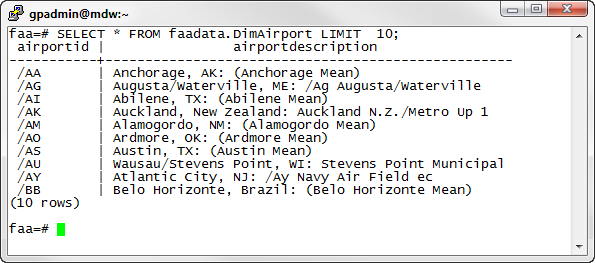 gpadmin@mdw:~
faa=# SELECT * FROM faadata.DimAirport LIMIT  10;
 airportid |               airportdescription
-----------+--------------------------------------------------
 /AA       | Anchorage, AK: (Anchorage Mean)
 /AG       | Augusta/Waterville, ME: /Ag Augusta/Waterville
 /AI       | Abilene, TX: (Abilene Mean)
 /AK       | Auckland, New Zealand: Auckland N.Z./Metro Up 1
 /AM       | Alamogordo, NM: (Alamogordo Mean)
 /AO       | Ardmore, OK: (Ardmore Mean)
 /AS       | Austin, TX: (Austin Mean)
 /AU       | Wausau/Stevens Point, WI: Stevens Point Municipal
 /AY       | Atlantic City, NJ: /Ay Navy Air Field ec
 /BB       | Belo Horizonte, Brazil: (Belo Horizonte Mean)
(10 rows)
faa=#